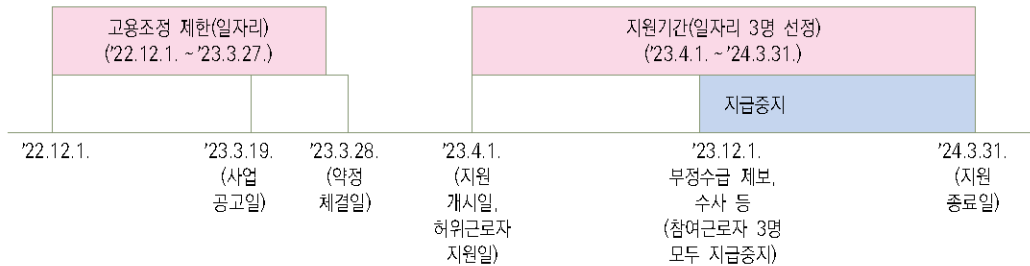 고용조정 제한(일자리)
('22.12.1. ~ '23.3.27.)
지원기간(일자리 3명 선정)
('23.4.1. ~ '24.3.31.)
지급중지
'22.12.1.
'23.3.19.
(사업
공고일)
'23.3.28.
(약정
체결일)
'23.4.1.
(지원
개시일,
허위근로자
지원일)
'23.12.1.
부정수급 제보,
수사 등
(참여근로자 3명
모두 지급중지)
'24.3.31.
(지원
종료일)